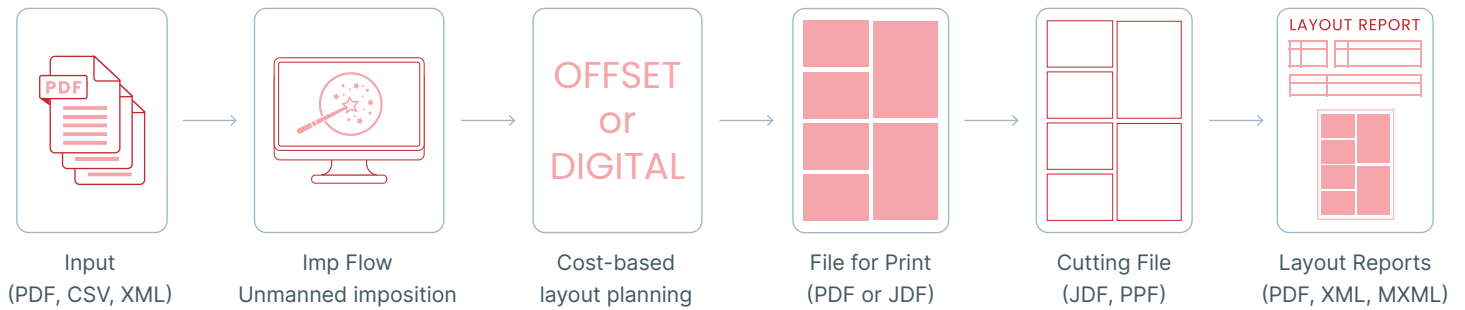 PDF
OFFSET
or
DIGITAL
LAYOUT REPORT
Input
(PDF, CSV, XML)
Imp Flow
Unmanned imposition
Cost-based
layout planning
File for Print
(PDF or JDF)
Cutting File
(JDF, PPF)
Layout Reports
(PDF, XML, MXML)